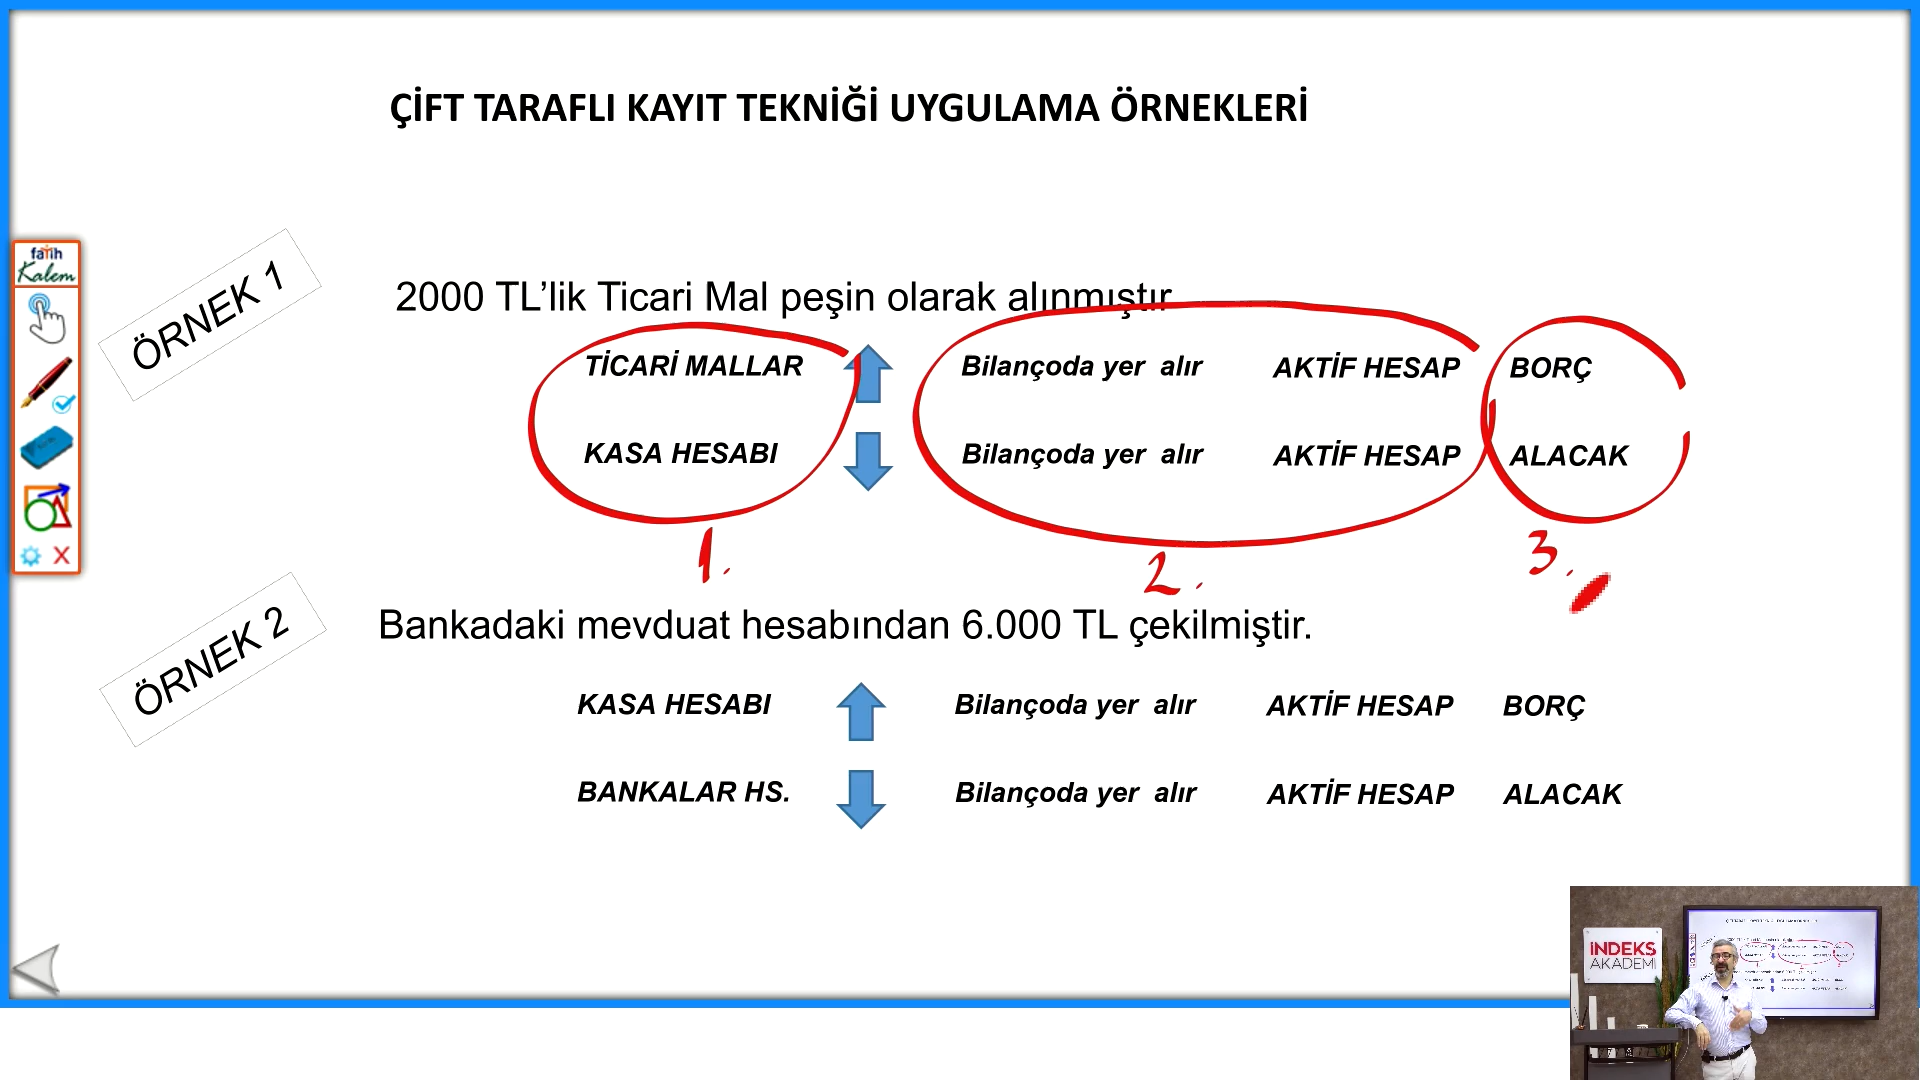 ÇİFT TARAFLI KAYIT TEKNİĞİ UYGULAMA ÖRNEKLERİ
fatih
Kalem
ÖRNEK 1
2000 TL’lik Ticari Mal peşin olarak alınmıştır
TİCARİ MALLAR Bilançoda yer alır AKTİF HESAP BORÇ
KASA HESABI Bilançoda yer alır AKTİF HESAP ALACAK
1. 2. 3.
ÖRNEK 2
Bankadaki mevduat hesabından 6.000 TL çekilmiştir.
KASA HESABI Bilançoda yer alır AKTİF HESAP BORÇ
BANKALAR HS. Bilançoda yer alır AKTİF HESAP ALACAK
İNDEKS
AKADEMİ